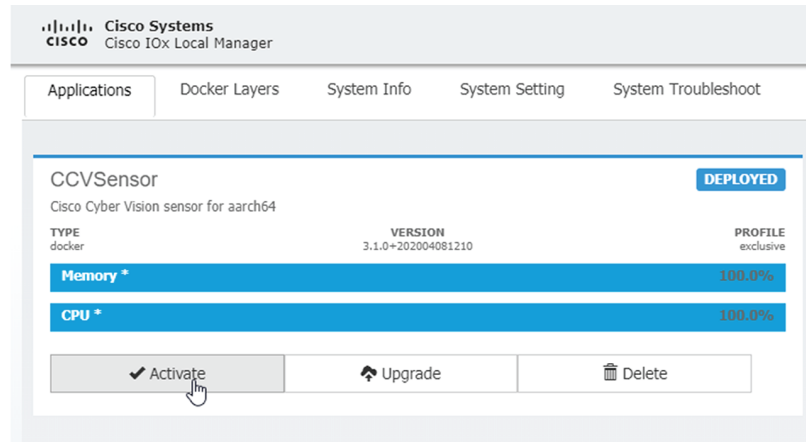 Cisco Systems
CISCO Cisco IOx Local Manager
Applications Docker Layers System Info System Setting System Troubleshoot
CCVSensor DEPLOYED
Cisco Cyber Vision sensor for aarch64
TYPE VERSION PROFILE
docker 3.1.0+202004081210 exclusive
Memory * 100.0%
CPU * 100.0%
Activate Upgrade Delete